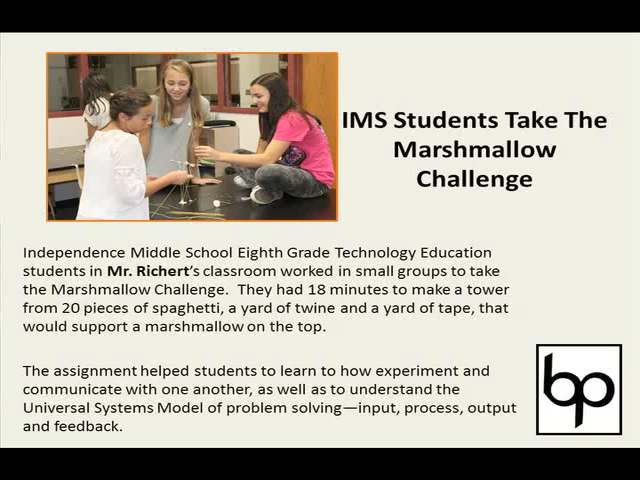 IMS Students Take The
Marshmallow
Challenge
Independence Middle School Eighth Grade Technology Education
students in Mr. Richert's classroom worked in small groups to take
the Marshmallow Challenge.  They had 18 minutes to make a tower
from 20 pieces of spaghetti, a yard of twine and a yard of tape, that
would support a marshmallow on the top.
The assignment helped students to learn to how experiment and
communicate with one another, as well as to understand the
Universal Systems Model of problem solving—input, process, output
and feedback.
bp